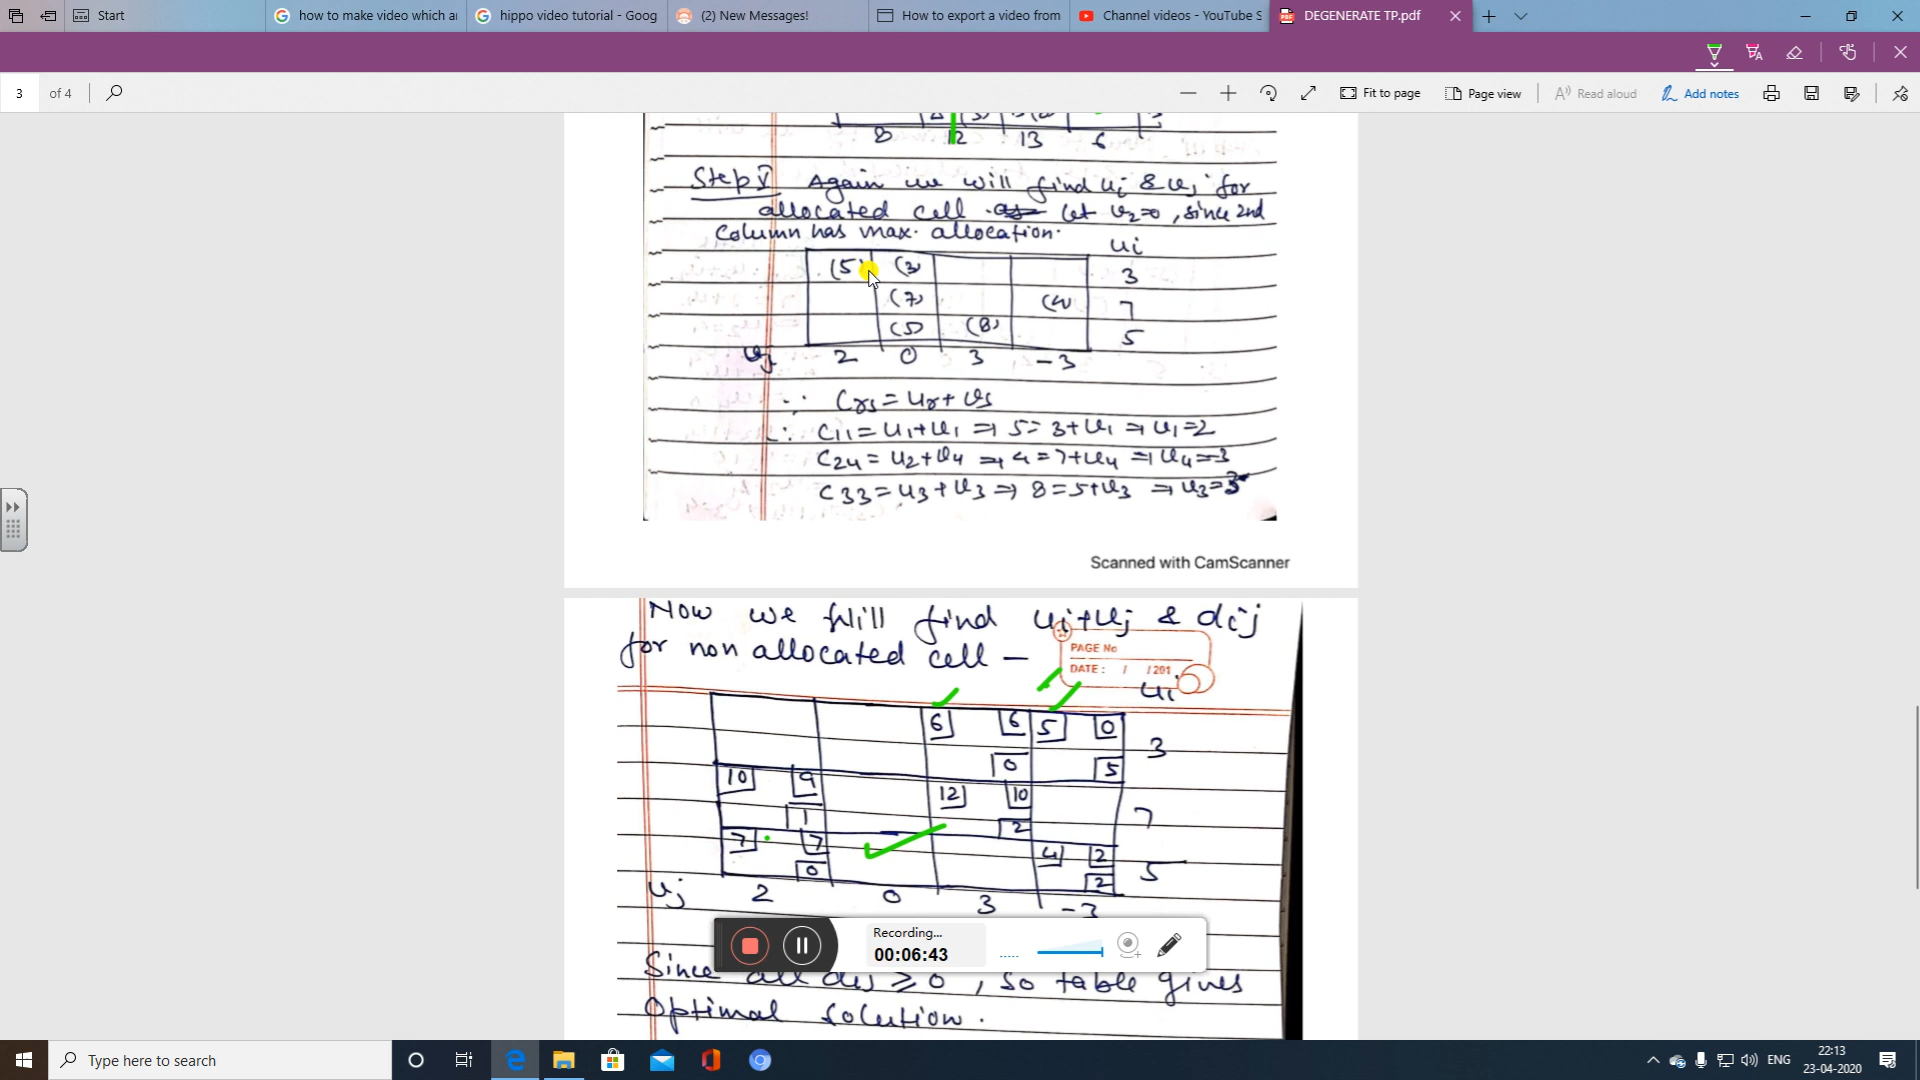 Start
how to make video which ar
hippo video tutorial - Goog
(2) New Messages!
How to export a video from
Channel videos - YouTube S
DEGENERATE TP.pdf
3 of 4
Fit to page
Page view
Read aloud
Add notes
8 12 13 6
Step V Again we will find ui & vj for
allocated cell . as let v2=0, since 2nd
Column has max. allocation.
ui
(5) (3) 3
(7) (4) 7
(5) (8) 5
vj 2 0 3 -3
∵ Crs = ur + vs
∴ C11 = u1+v1 ⇒ 5=3+v1 ⇒ v1=2
C24 = u2+v4 ⇒ 4=7+v4 ⇒ v4=-3
C33 = u3+v3 ⇒ 8=5+v3 ⇒ v3=3
Scanned with CamScanner
Now we will find ui+vj & dij
for non allocated cell —
PAGE No
DATE : / /201
ui
6 6 5 0
0 5 3
10 9 12 10
1 2 7
7 7 4 2
0 2 5
vj 2 0 3 -3
Recording...
00:06:43
Since all dij ≥ 0, so table gives
Optimal solution.
Type here to search
ENG
22:13
23-04-2020